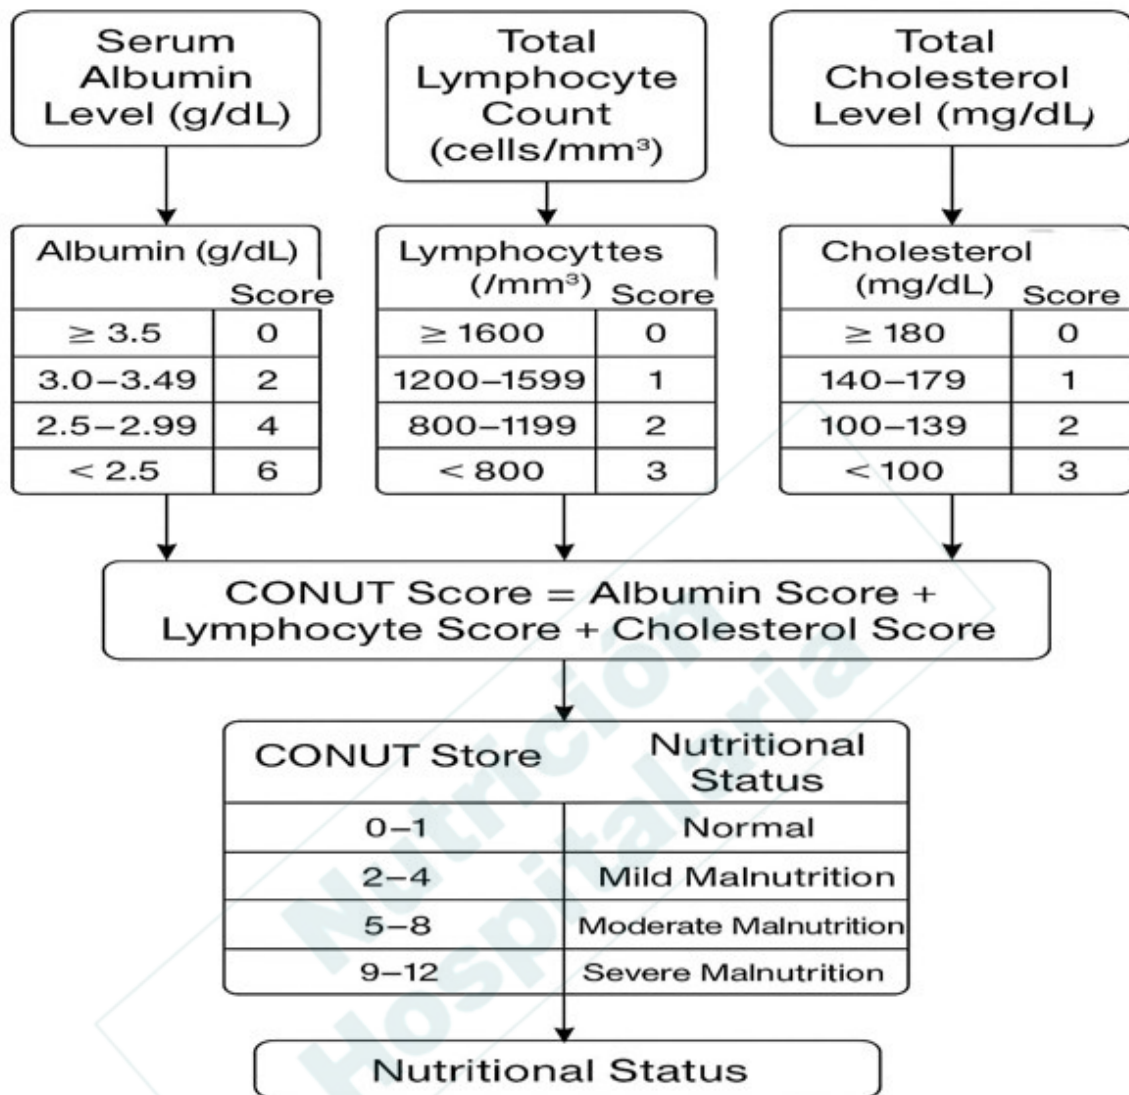 Serum
Albumin
Level (g/dL)
Total
Lymphocyte
Count
(cells/mm³)
Total
Cholesterol
Level (mg/dL)
Albumin (g/dL)
Score
≥ 3.5 0
3.0–3.49 2
2.5–2.99 4
< 2.5 6
Lymphocyttes
(/mm³) Score
≥ 1600 0
1200–1599 1
800–1199 2
< 800 3
Cholesterol
(mg/dL) Score
≥ 180 0
140–179 1
100–139 2
< 100 3
CONUT Score = Albumin Score +
Lymphocyte Score + Cholesterol Score
CONUT Store Nutritional
Status
0–1 Normal
2–4 Mild Malnutrition
5–8 Moderate Malnutrition
9–12 Severe Malnutrition
Nutritional Status
Nutrición
Hospitalaria